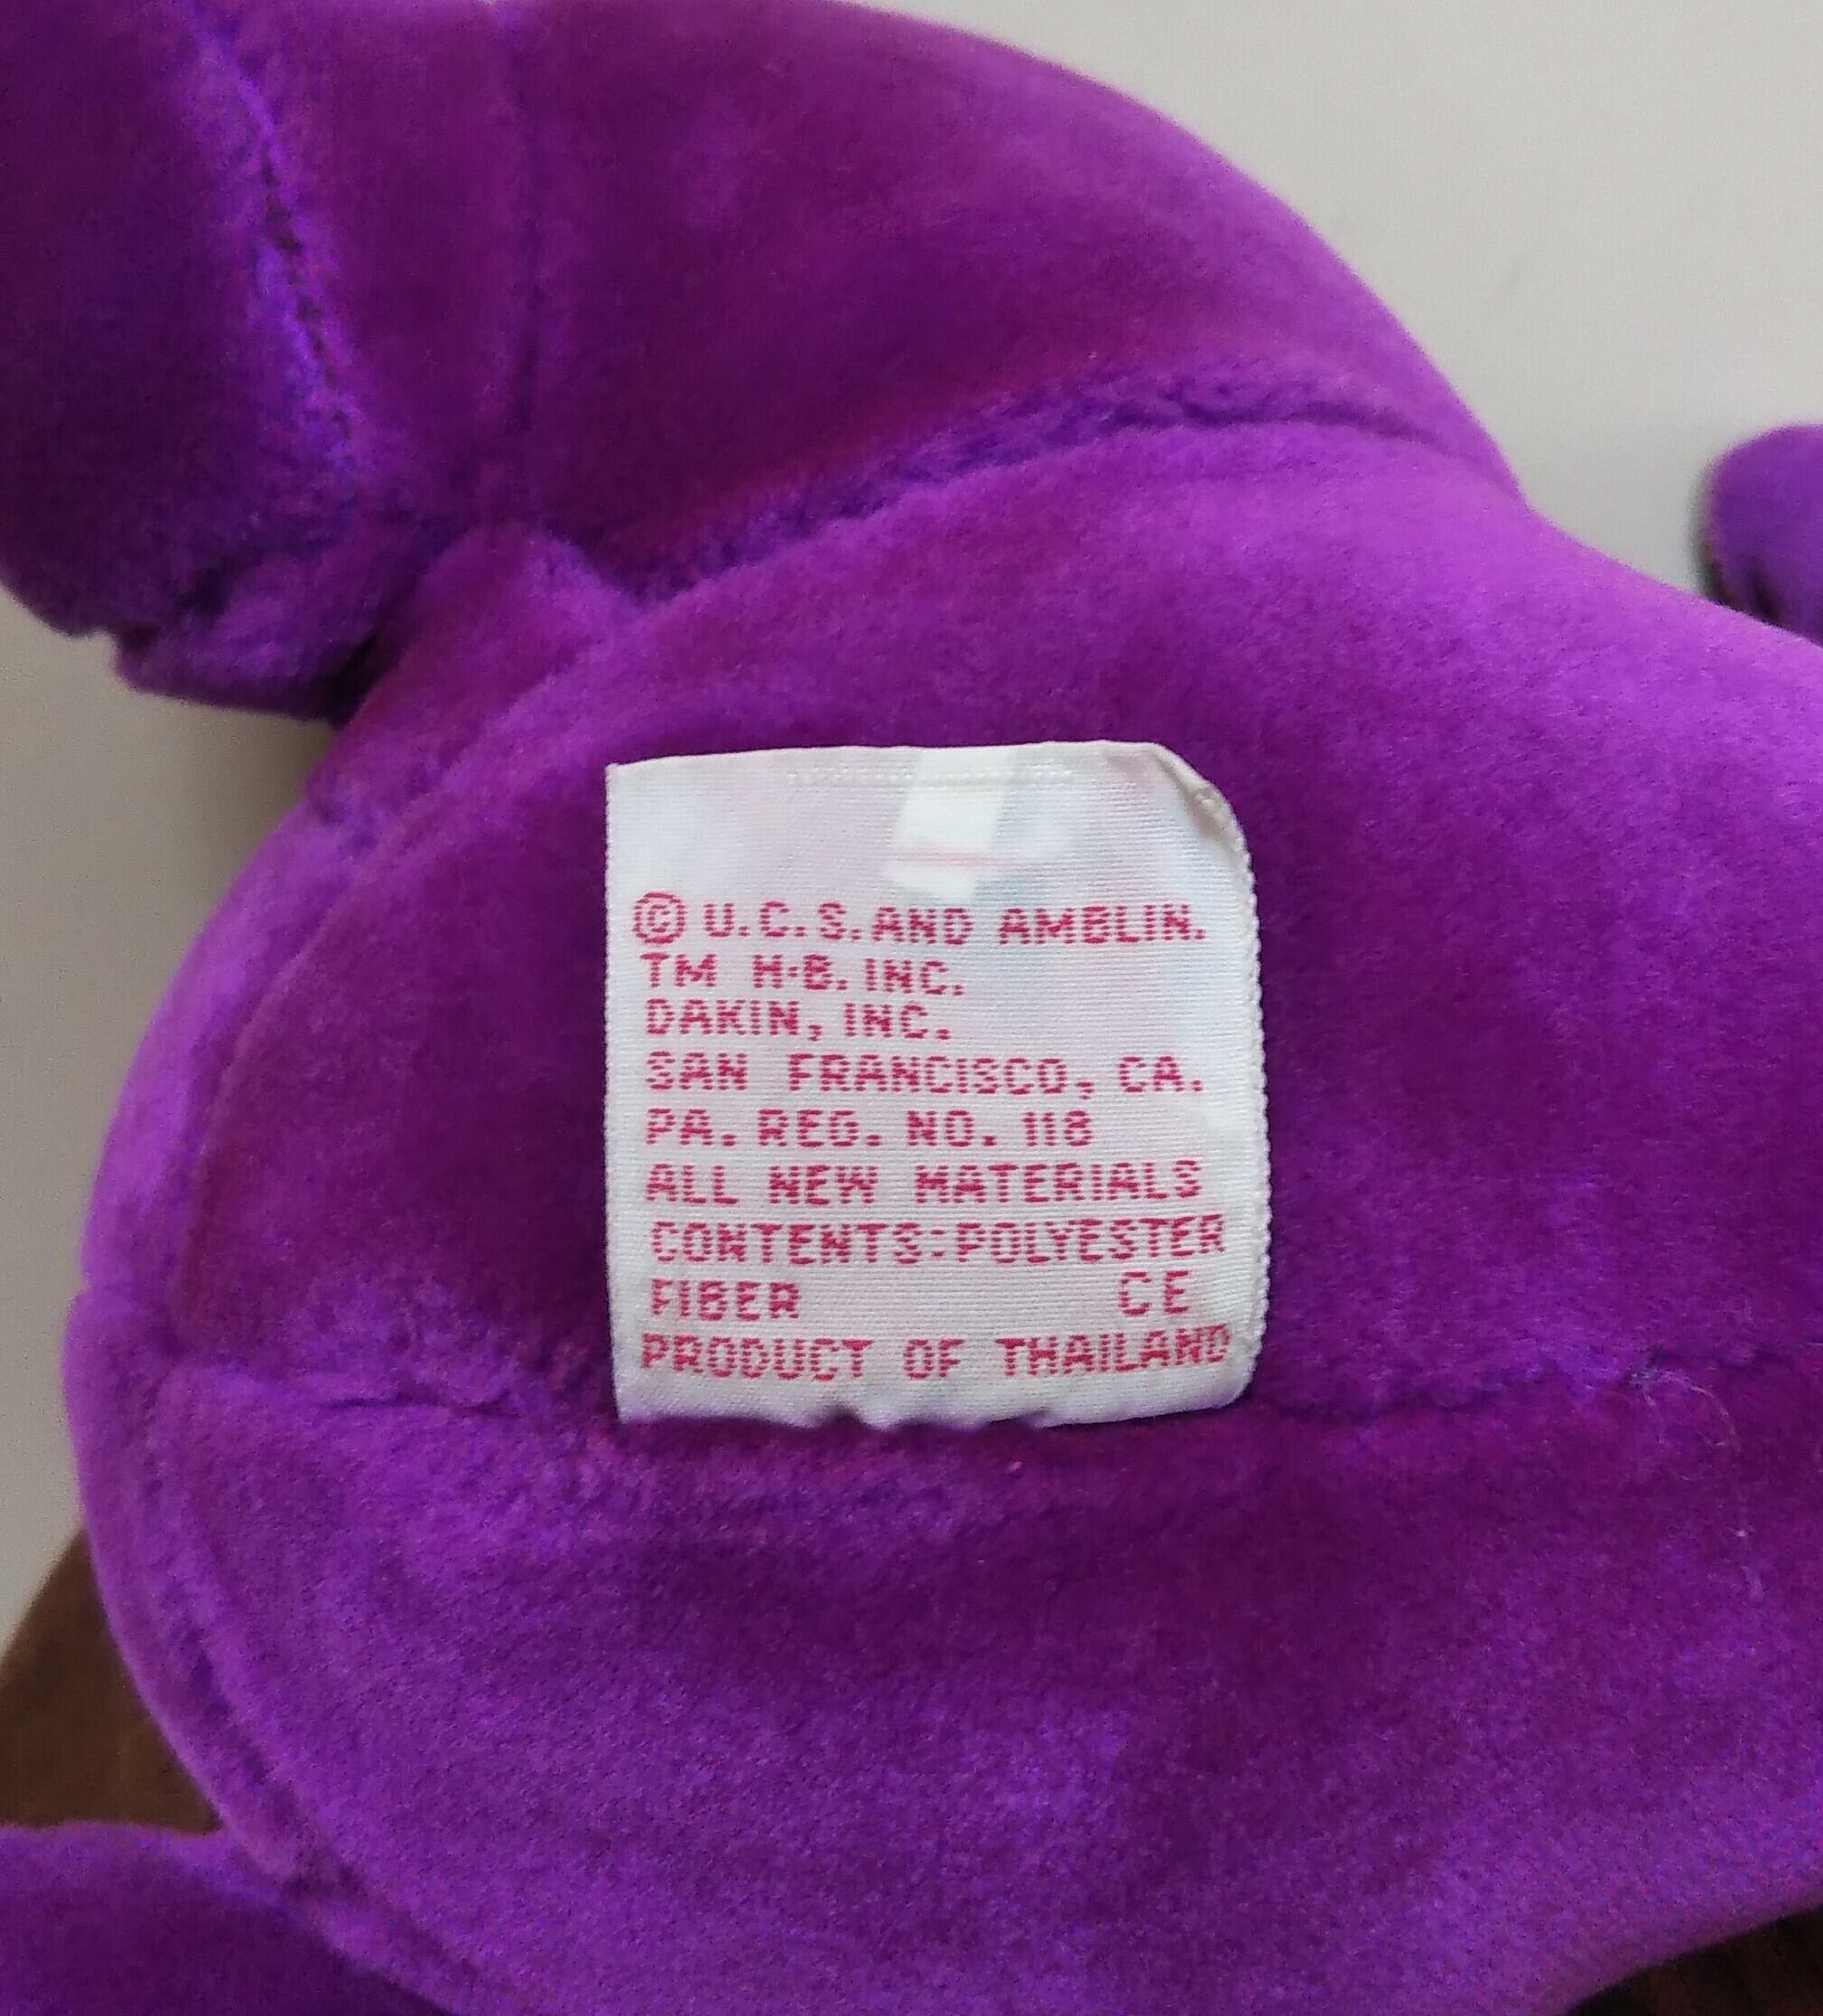 © U.C.S. AND AMBLIN.
TM H-B. INC.
DAKIN, INC.
SAN FRANCISCO, CA.
PA. REG. NO. 118
ALL NEW MATERIALS
CONTENTS:POLYESTER
FIBER CE
PRODUCT OF THAILAND